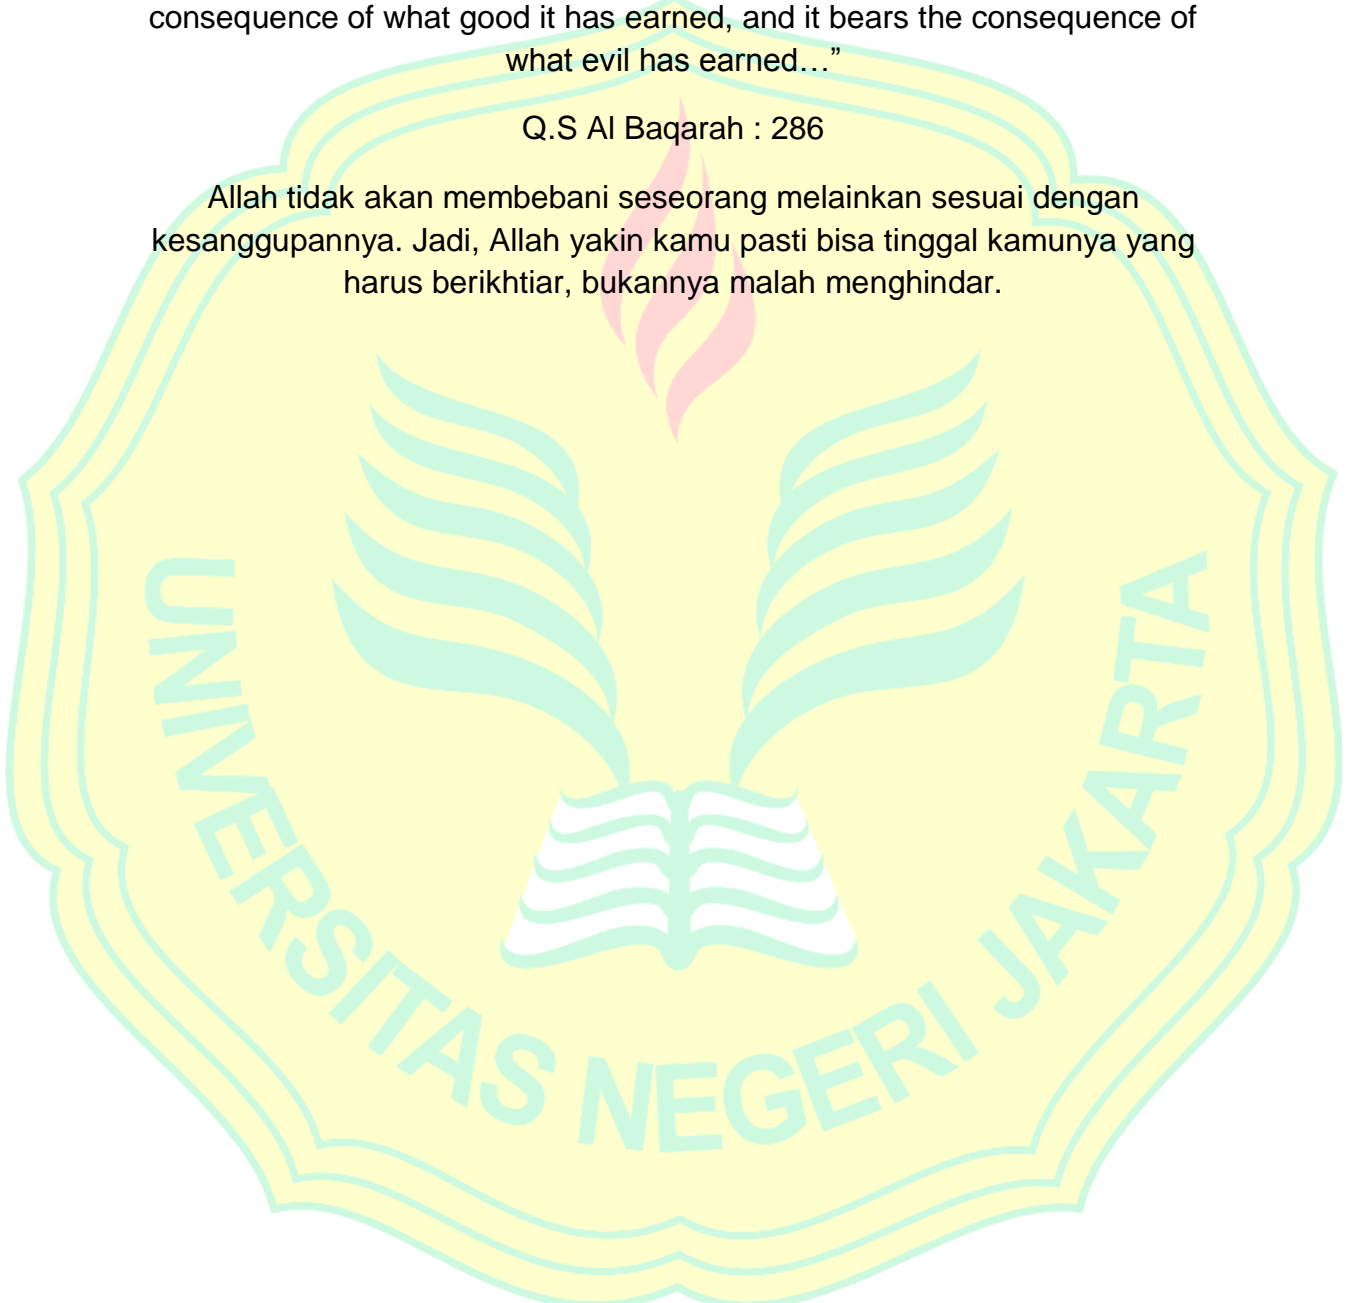 consequence of what good it has earned, and it bears the consequence of
what evil has earned…”
Q.S Al Baqarah : 286
Allah tidak akan membebani seseorang melainkan sesuai dengan
kesanggupannya. Jadi, Allah yakin kamu pasti bisa tinggal kamunya yang
harus berikhtiar, bukannya malah menghindar.
UNIVERSITAS NEGERI JAKARTA